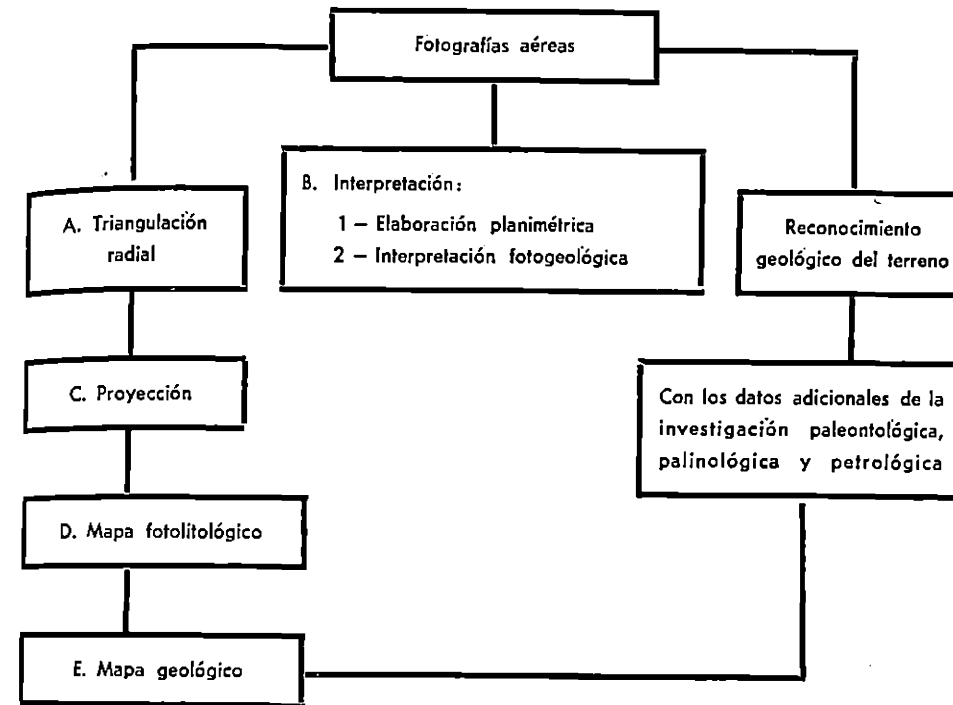 Fotografías aéreas
A. Triangulación
radial
B. Interpretación:
1 – Elaboración planimétrica
2 – Interpretación fotogeológica
Reconocimiento
geológico del terreno
C. Proyección
Con los datos adicionales de la
investigación paleontológica,
palinológica y petrológica
D. Mapa fotolitológico
E. Mapa geológico